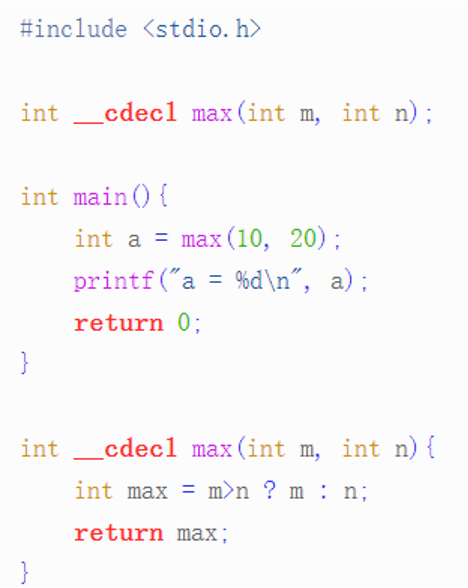 #include <stdio.h>
int __cdecl max(int m, int n);
int main(){
    int a = max(10, 20);
    printf("a = %d\n", a);
    return 0;
}
int __cdecl max(int m, int n){
    int max = m>n ? m : n;
    return max;
}